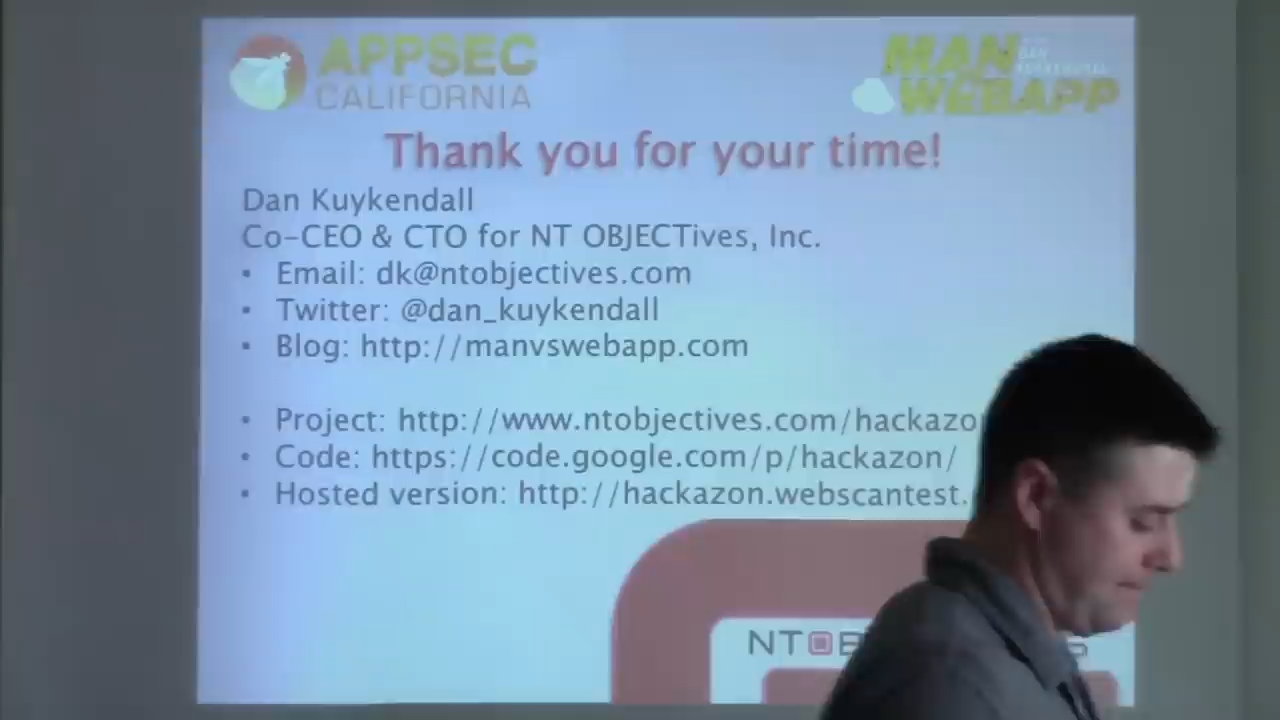 APPSEC
CALIFORNIA
MAN
DAN
WEBAPP
Thank you for your time!
Dan Kuykendall
Co-CEO & CTO for NT OBJECTives, Inc.
• Email: dk@ntobjectives.com
• Twitter: @dan_kuykendall
• Blog: http://manvswebapp.com
• Project: http://www.ntobjectives.com/hackazo
• Code: https://code.google.com/p/hackazon/
• Hosted version: http://hackazon.webscantest.
NTOB